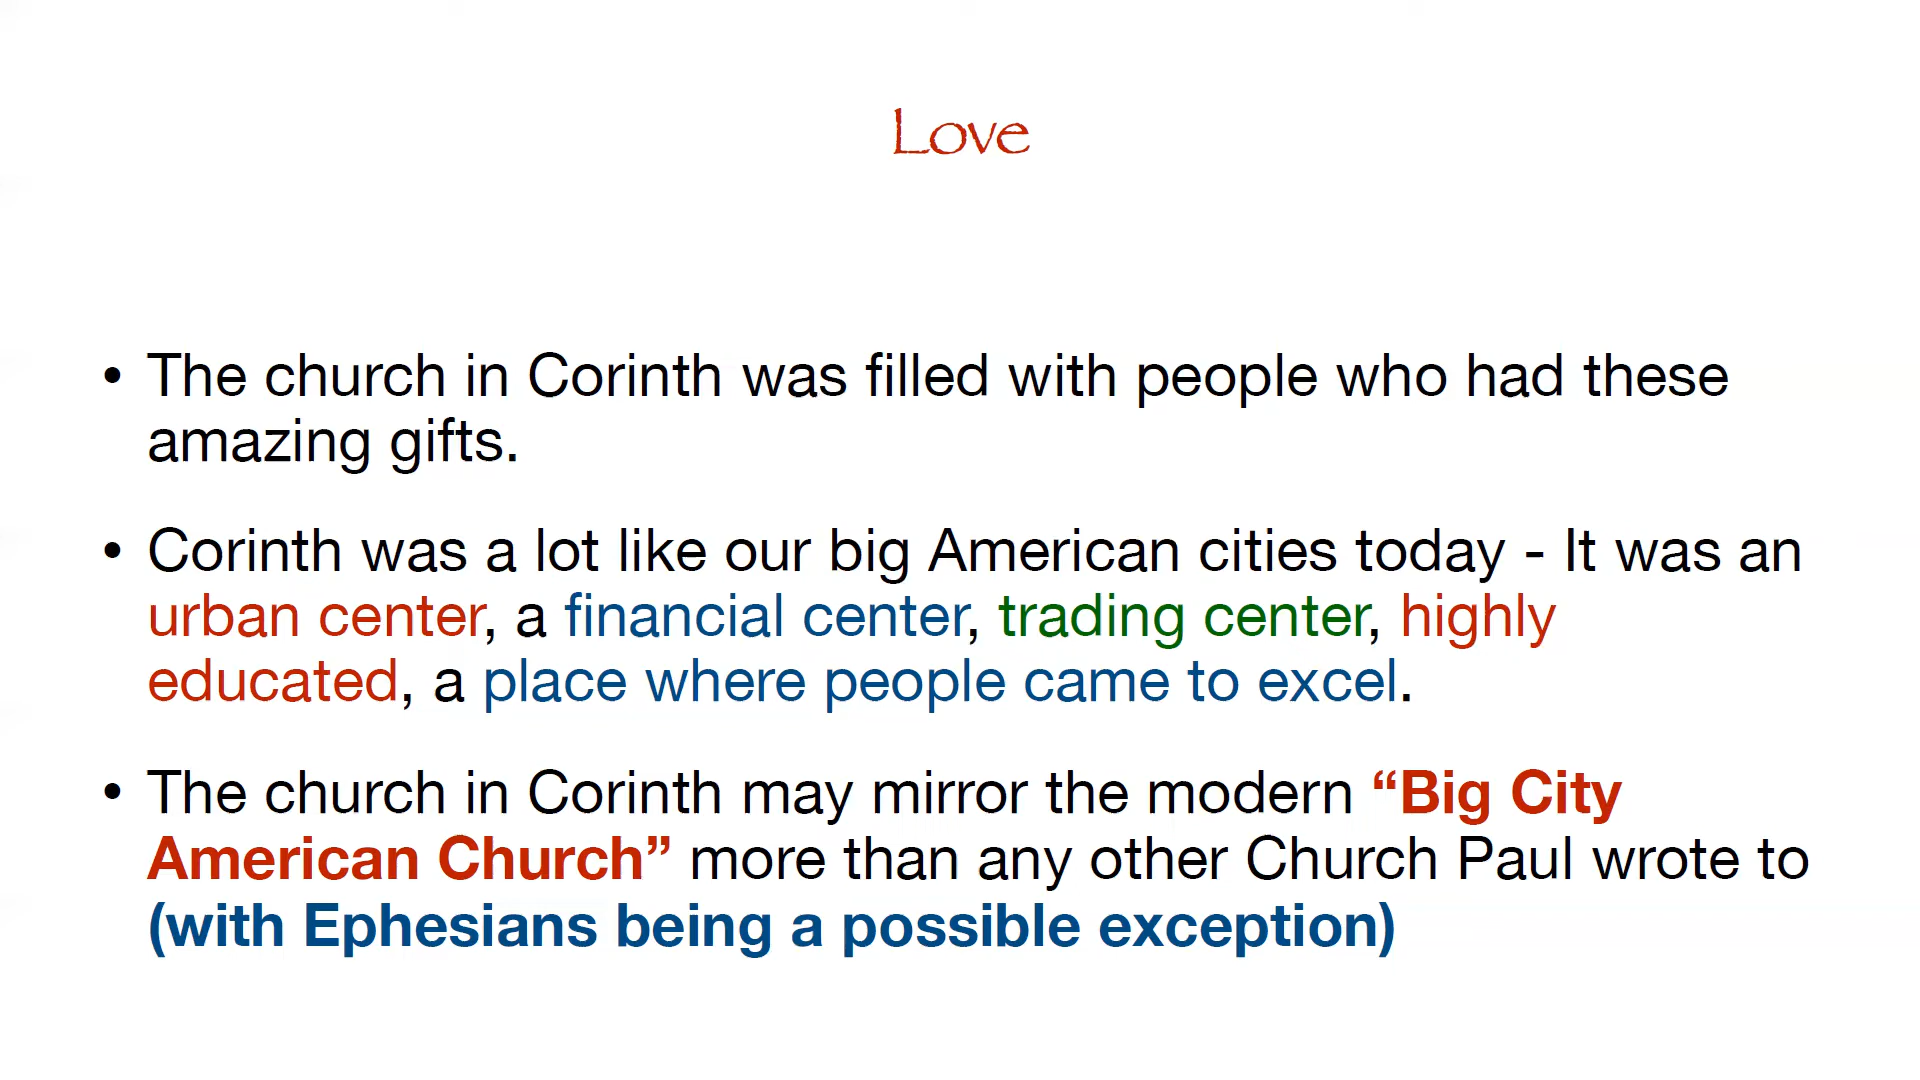 Love
• The church in Corinth was filled with people who had these
amazing gifts.
• Corinth was a lot like our big American cities today - It was an
urban center, a financial center, trading center, highly
educated, a place where people came to excel.
• The church in Corinth may mirror the modern “Big City
American Church” more than any other Church Paul wrote to
(with Ephesians being a possible exception)